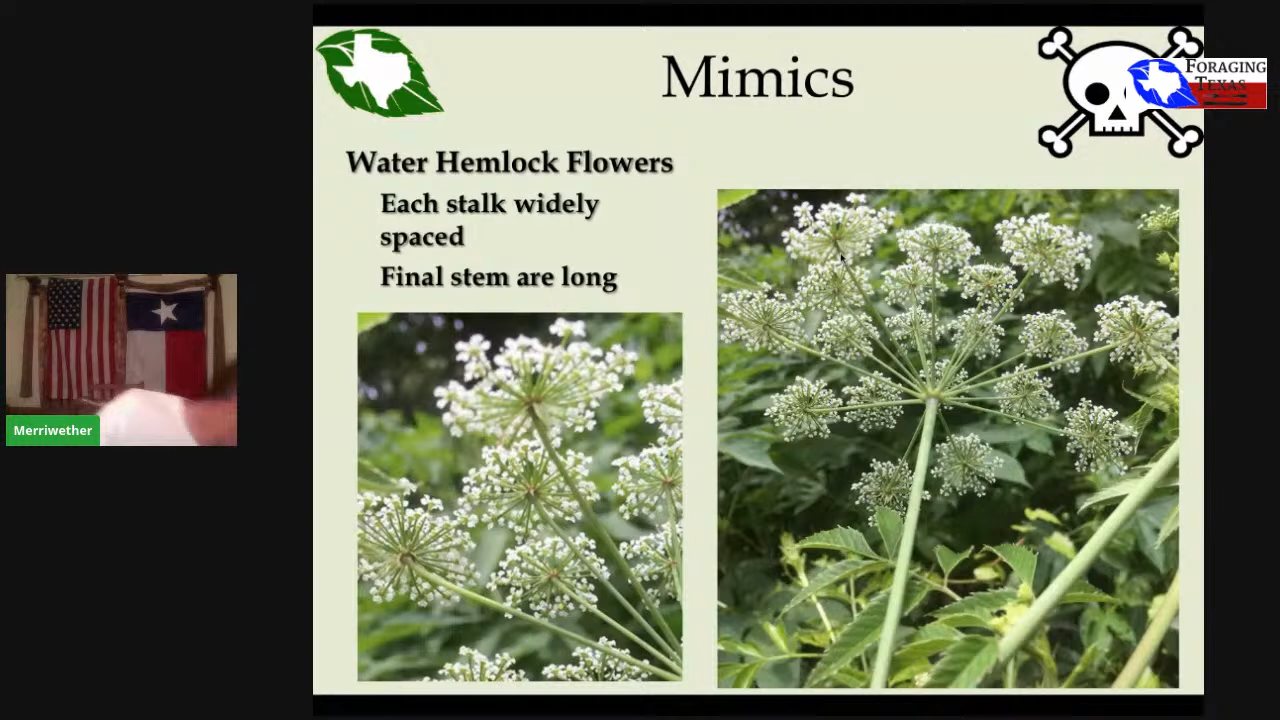 Mimics
FORAGING
TEXAS
Water Hemlock Flowers
Each stalk widely
spaced
Final stem are long
Merriwether